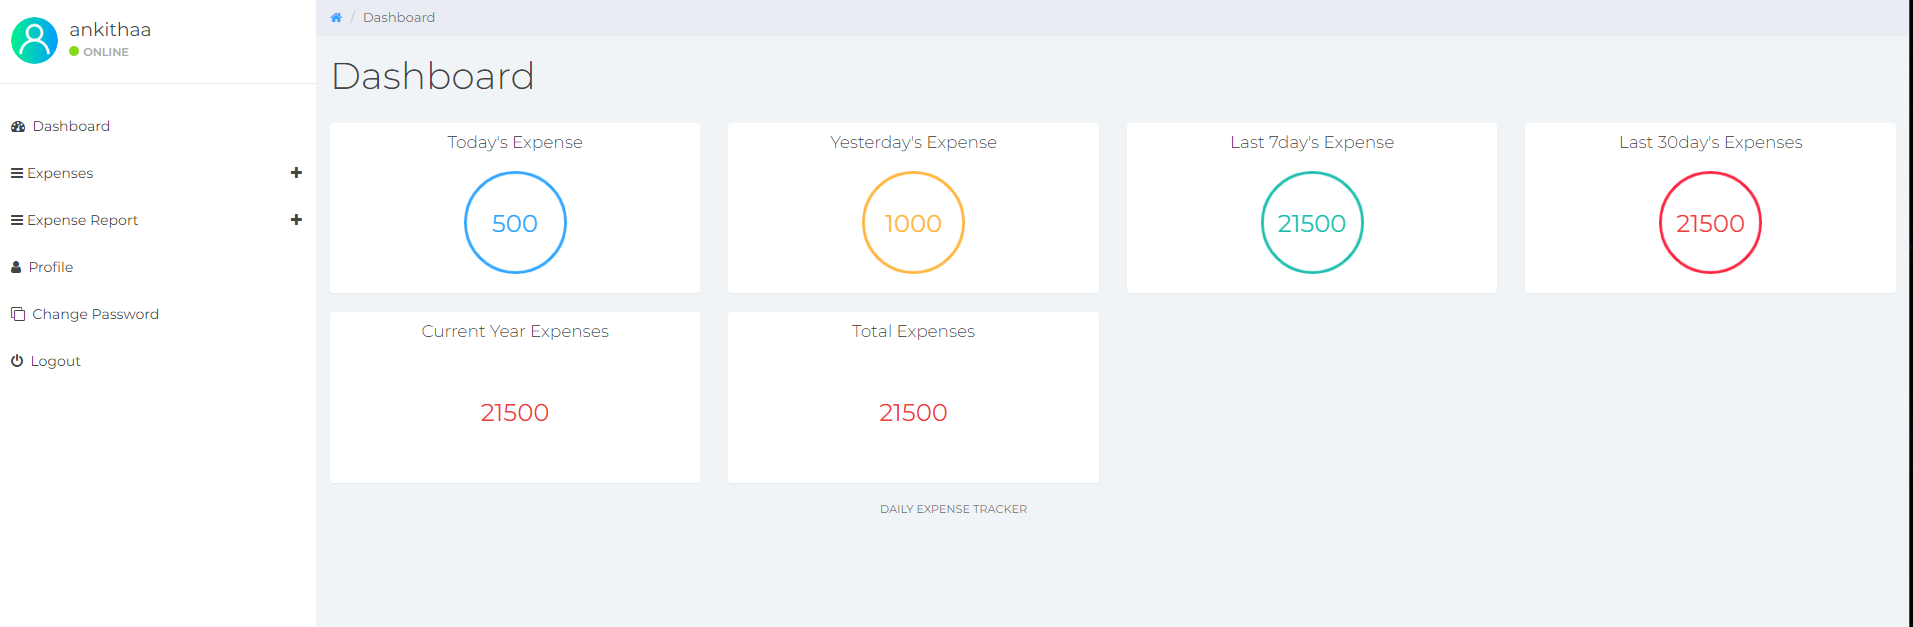 ankithaa
ONLINE
Dashboard
Expenses
Expense Report
Profile
Change Password
Logout
/ Dashboard
Dashboard
Today's Expense
500
Yesterday's Expense
1000
Last 7day's Expense
21500
Last 30day's Expenses
21500
Current Year Expenses
21500
Total Expenses
21500
DAILY EXPENSE TRACKER